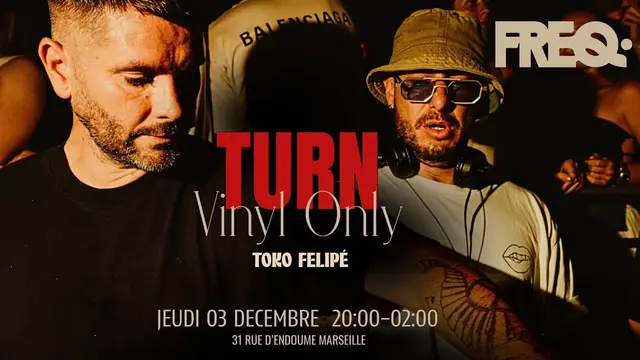 BALENCIAGA
FREQ.
TURN
Vinyl Only
TOKO FELIPÉ
JEUDI 03 DECEMBRE 20:00-02:00
31 RUE D'ENDOUME MARSEILLE